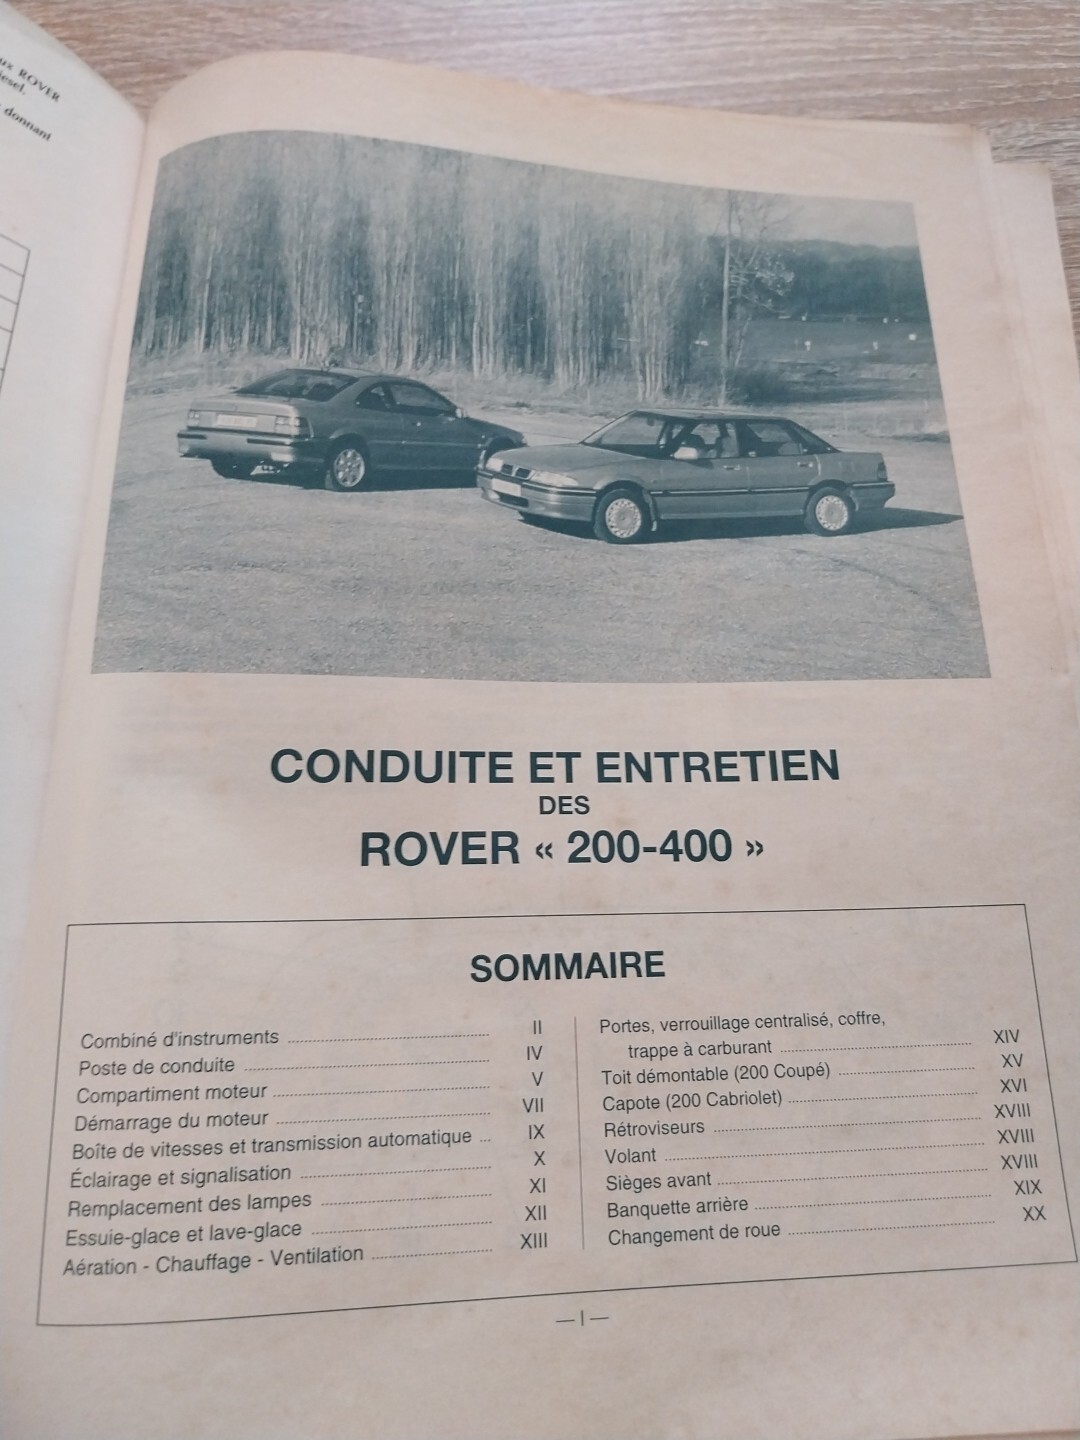 ROVER
donnant
CONDUITE ET ENTRETIEN
DES
ROVER « 200-400 »
SOMMAIRE
Combiné d'instruments ........ II
Poste de conduite ........ IV
Compartiment moteur ........ V
Démarrage du moteur ........ VII
Boîte de vitesses et transmission automatique ... IX
Éclairage et signalisation ........ X
Remplacement des lampes ........ XI
Essuie-glace et lave-glace ........ XII
Aération - Chauffage - Ventilation ........ XIII
Portes, verrouillage centralisé, coffre,
trappe à carburant ........ XIV
Toit démontable (200 Coupé) ........ XV
Capote (200 Cabriolet) ........ XVI
Rétroviseurs ........ XVIII
Volant ........ XVIII
Sièges avant ........ XVIII
Banquette arrière ........ XIX
Changement de roue ........ XX
— I —